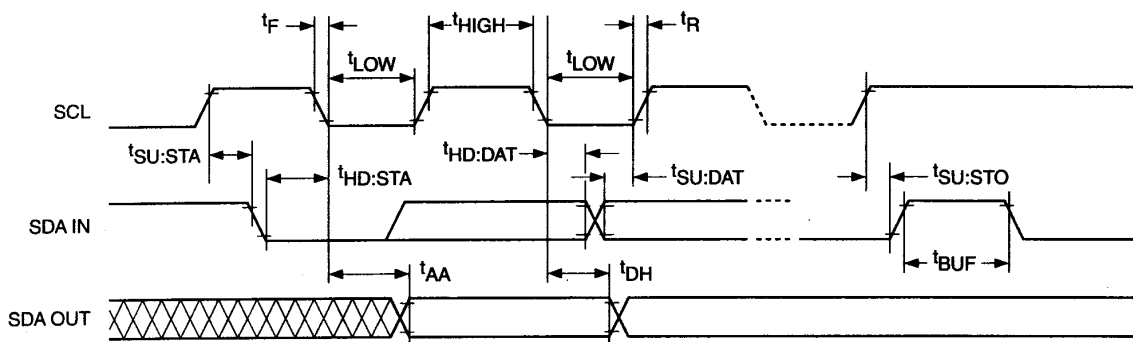 tF
tHIGH
tR
tLOW
tLOW
SCL
tSU:STA
tHD:STA
tHD:DAT
tSU:DAT
tSU:STO
SDA IN
tAA
tDH
tBUF
SDA OUT